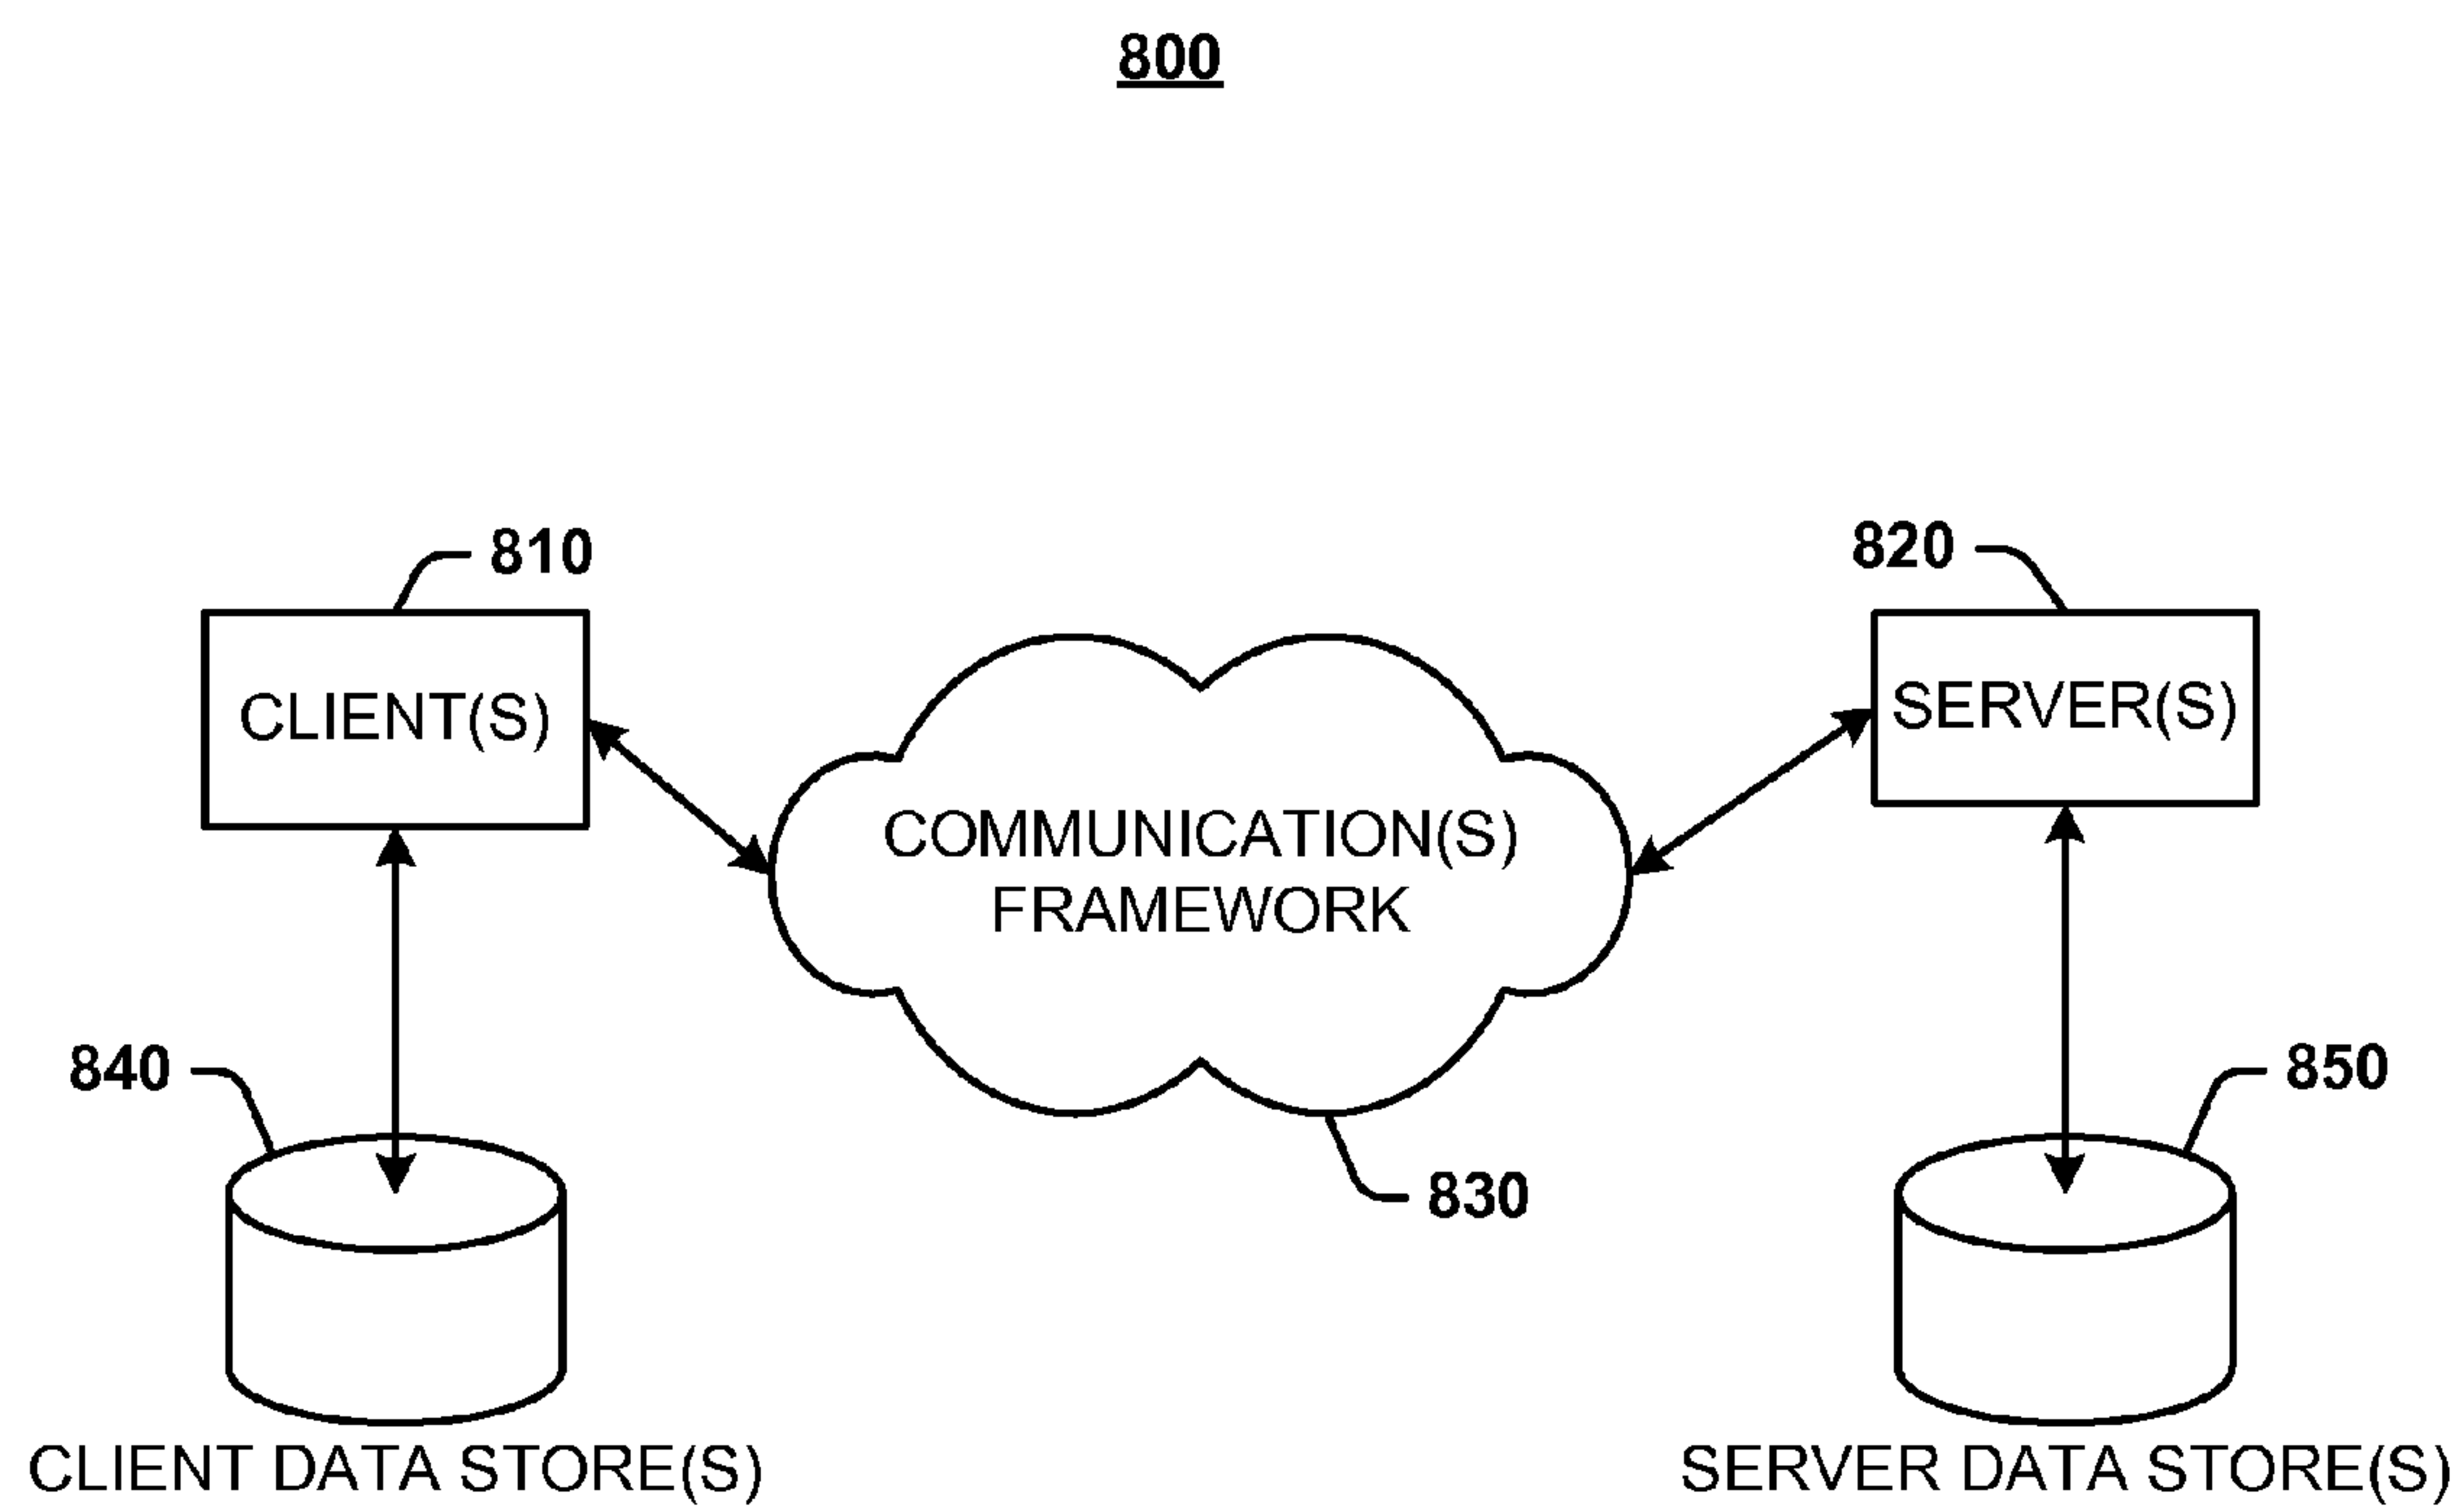 800
810
820
CLIENT(S)
SERVER(S)
COMMUNICATION(S)
FRAMEWORK
840
850
830
CLIENT DATA STORE(S)
SERVER DATA STORE(S)